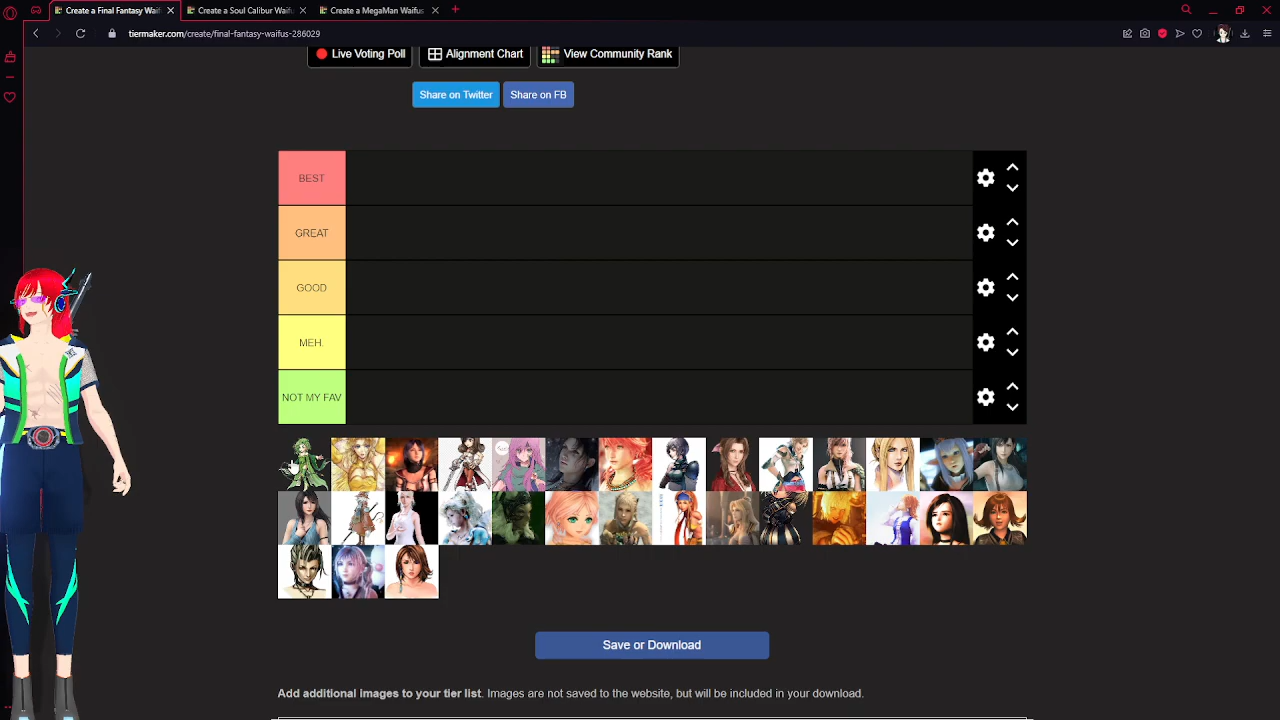 Create a Final Fantasy Waif
Create a Soul Calibur Waifu
Create a MegaMan Waifus
tiermaker.com/create/final-fantasy-waifus-286029
Live Voting Poll
Alignment Chart
View Community Rank
Share on Twitter
Share on FB
BEST
GREAT
GOOD
MEH.
NOT MY FAV
Save or Download
Add additional images to your tier list. Images are not saved to the website, but will be included in your download.